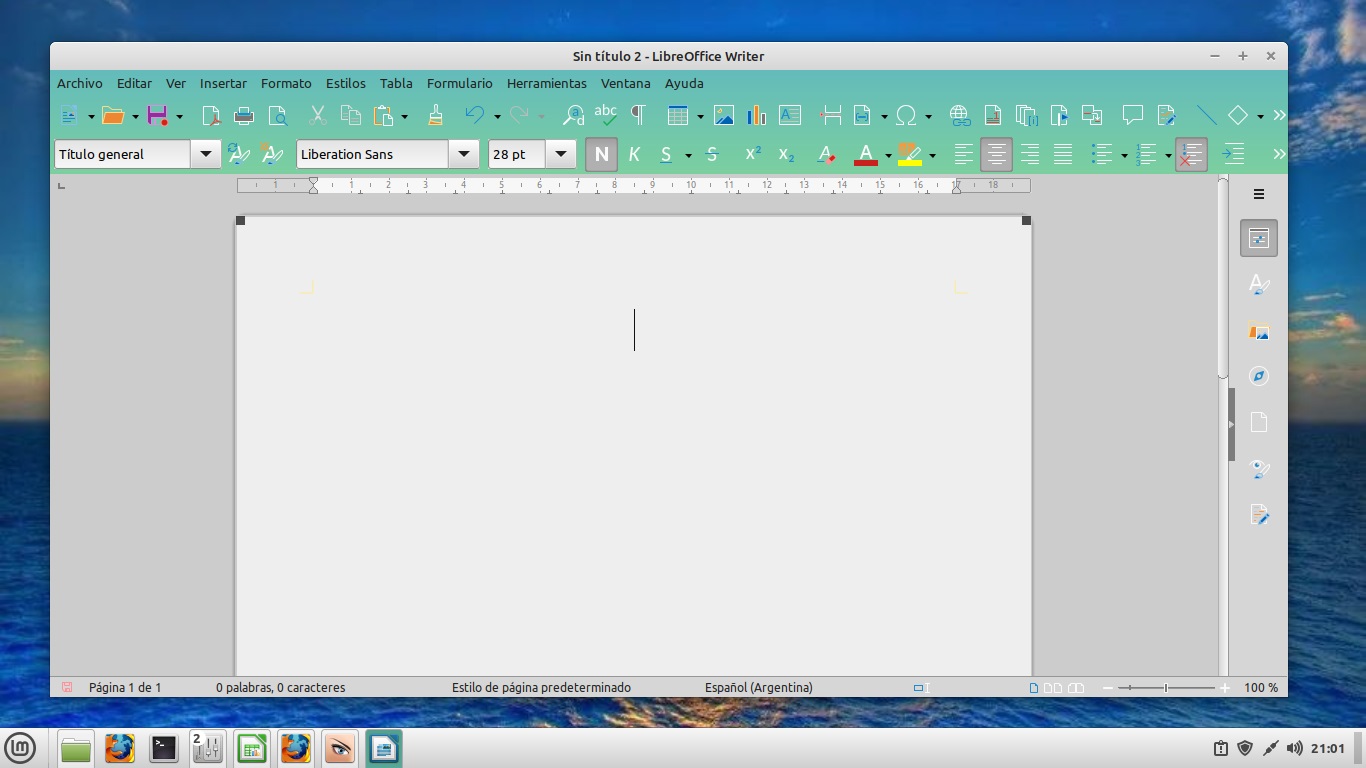 Sin título 2 - LibreOffice Writer
Archivo Editar Ver Insertar Formato Estilos Tabla Formulario Herramientas Ventana Ayuda
abc
Título general Liberation Sans 28 pt N K S S x² x₂ A A
1 1 2 3 4 5 6 7 8 9 10 11 12 13 14 15 16 17 18
Página 1 de 1 0 palabras, 0 caracteres Estilo de página predeterminado Español (Argentina) 100 %
2 21:01